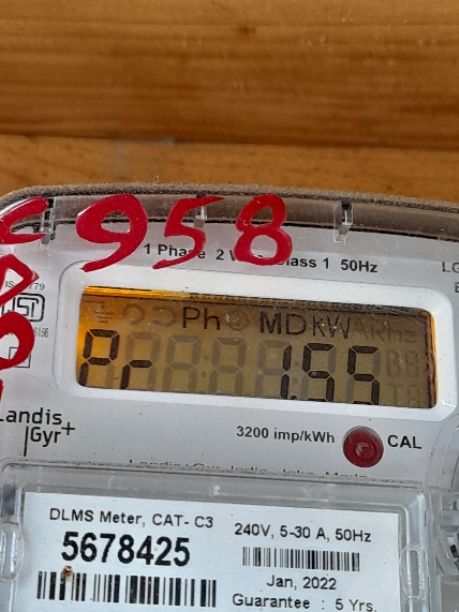 958
1 Phase 2 W Class 1 50Hz
LG
Ph MD kW
Pr 1.55
Landis
Gyr+
3200 imp/kWh CAL
DLMS Meter, CAT- C3
5678425
240V, 5-30 A, 50Hz
Jan, 2022
Guarantee : 5 Yrs.